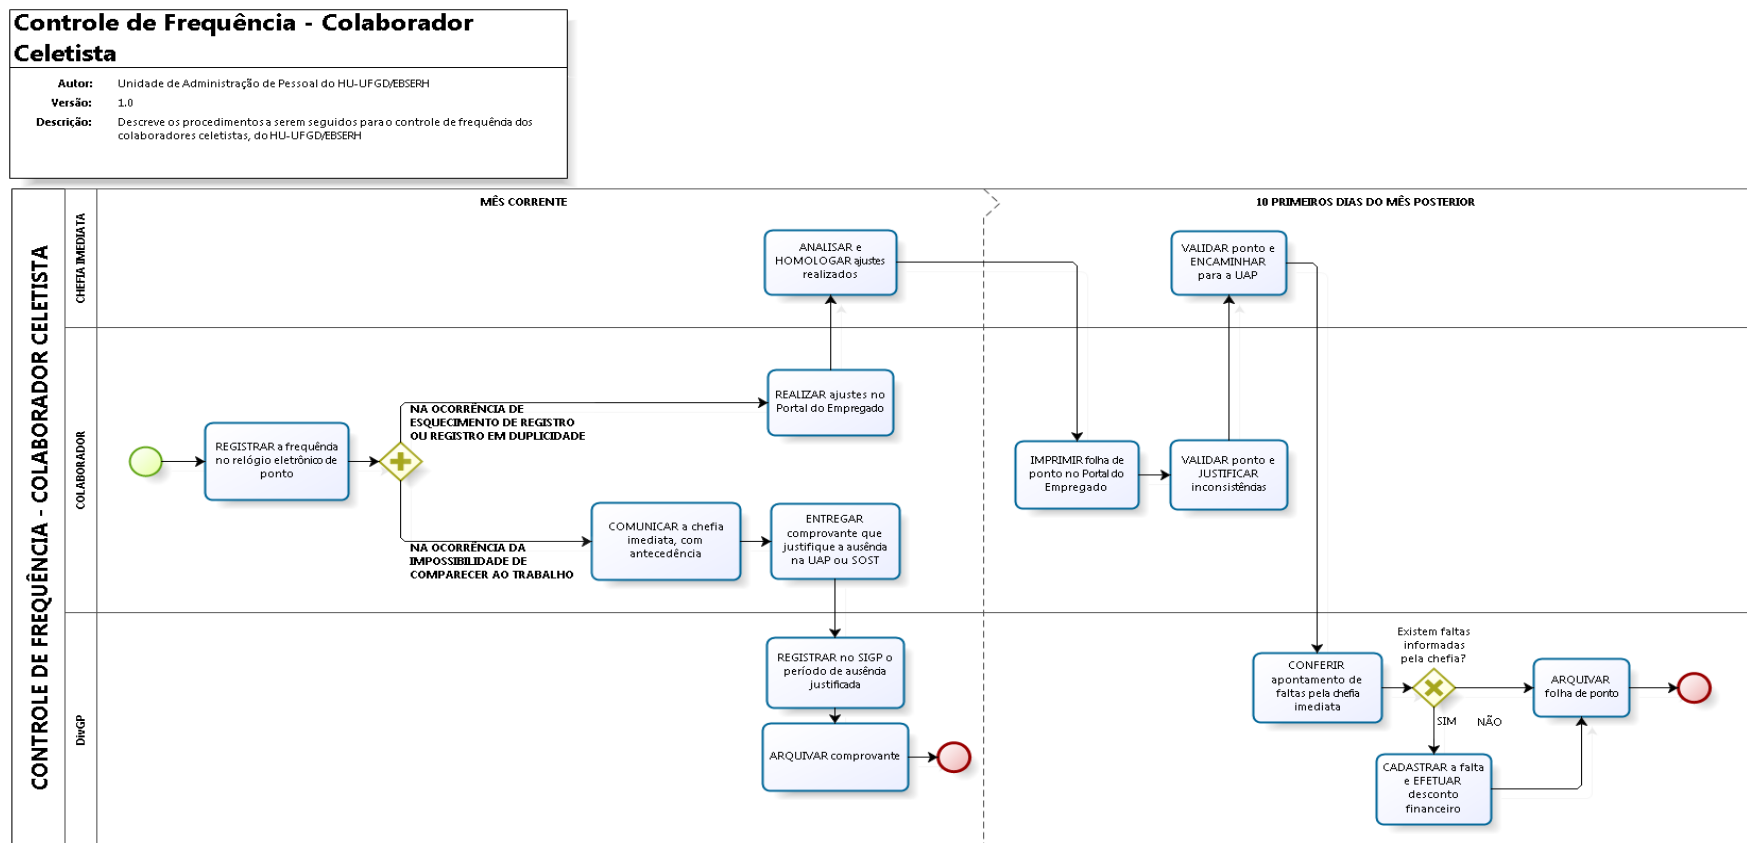 Controle de Frequência - Colaborador
Celetista
Autor: Unidade de Administração de Pessoal do HU-UFGD/EBSERH
Versão: 1.0
Descrição: Descreve os procedimentos a serem seguidos para o controle de frequência dos
colaboradores celetistas, do HU-UFGD/EBSERH
CONTROLE DE FREQUÊNCIA - COLABORADOR CELETISTA
MÊS CORRENTE
10 PRIMEIROS DIAS DO MÊS POSTERIOR
CHEFIA IMEDIATA
ANALISAR e
HOMOLOGAR ajustes
realizados
VALIDAR ponto e
ENCAMINHAR
para a UAP
COLABORADOR
REGISTRAR a frequência
no relógio eletrônico de
ponto
NA OCORRÊNCIA DE
ESQUECIMENTO DE REGISTRO
OU REGISTRO EM DUPLICIDADE
REALIZAR ajustes no
Portal do Empregado
NA OCORRÊNCIA DA
IMPOSSIBILIDADE DE
COMPARECER AO TRABALHO
COMUNICAR a chefia
imediata, com
antecedência
ENTREGAR
comprovante que
justifique a ausência
na UAP ou SOST
IMPRIMIR folha de
ponto no Portal do
Empregado
VALIDAR ponto e
JUSTIFICAR
inconsistências
DivGP
REGISTRAR no SIGP o
período de ausência
justificada
ARQUIVAR comprovante
CONFERIR
apontamento de
faltas pela chefia
imediata
Existem faltas
informadas
pela chefia?
SIM
NÃO
ARQUIVAR
folha de ponto
CADASTRAR a falta
e EFETUAR
desconto
financeiro